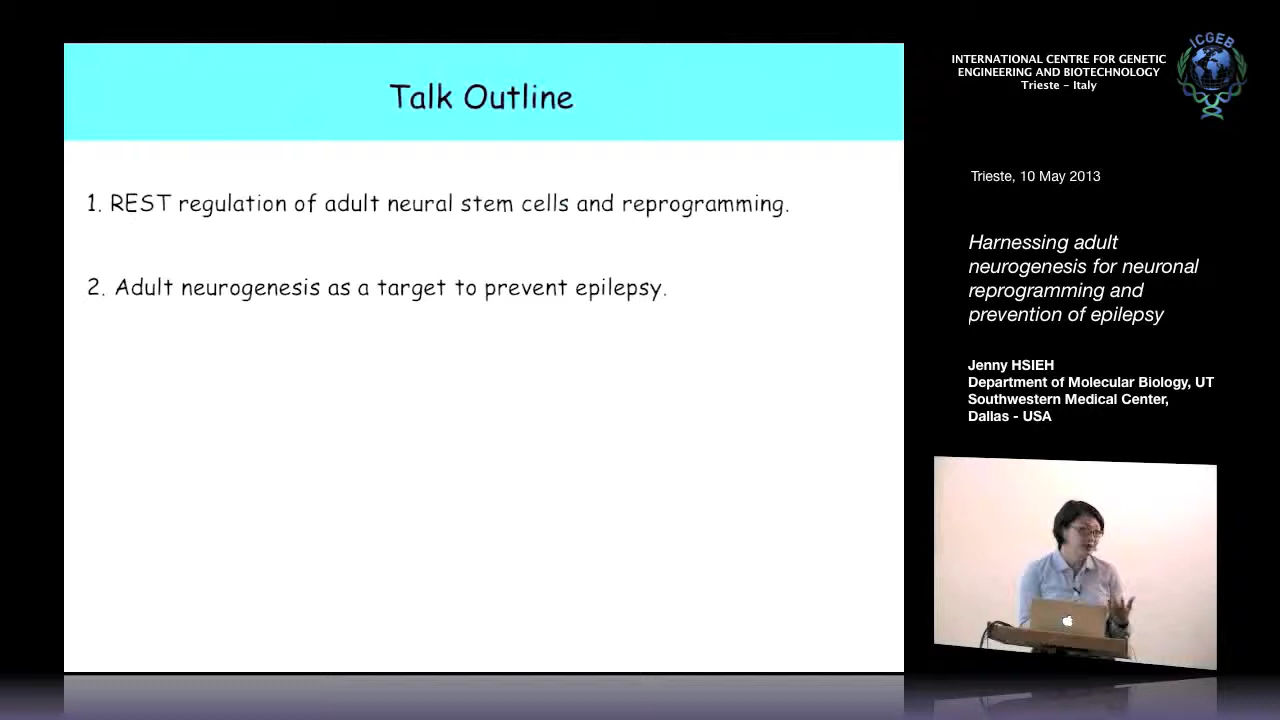 Talk Outline
1. REST regulation of adult neural stem cells and reprogramming.
2. Adult neurogenesis as a target to prevent epilepsy.
INTERNATIONAL CENTRE FOR GENETIC
ENGINEERING AND BIOTECHNOLOGY
Trieste - Italy
ICGEB
Trieste, 10 May 2013
Harnessing adult
neurogenesis for neuronal
reprogramming and
prevention of epilepsy
Jenny HSIEH
Department of Molecular Biology, UT
Southwestern Medical Center,
Dallas - USA